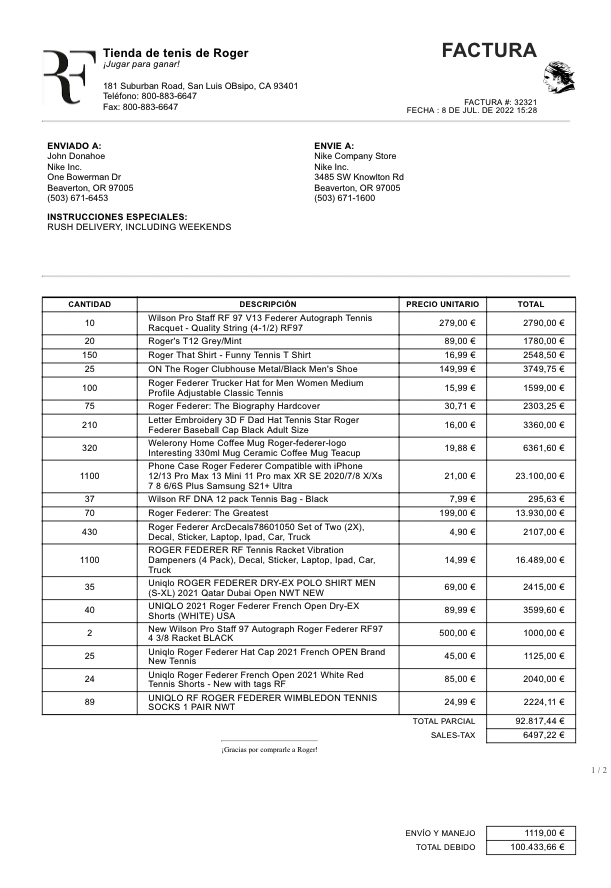 RF
Tienda de tenis de Roger
¡Jugar para ganar!
181 Suburban Road, San Luis OBsipo, CA 93401
Teléfono: 800-883-6647
Fax: 800-883-6647
FACTURA
FACTURA #: 32321
FECHA : 8 DE JUL. DE 2022 15:28
ENVIADO A:
John Donahoe
Nike Inc.
One Bowerman Dr
Beaverton, OR 97005
(503) 671-6453
ENVIE A:
Nike Company Store
3485 SW Knowlton Rd
Beaverton, OR 97005
(503) 671-1600
INSTRUCCIONES ESPECIALES:
RUSH DELIVERY, INCLUDING WEEKENDS
CANTIDAD DESCRIPCIÓN PRECIO UNITARIO TOTAL
10 Wilson Pro Staff RF 97 V13 Federer Autograph Tennis 279,00 € 2790,00 €
Racquet - Quality String (4-1/2) RF97
20 Roger's T12 Grey/Mint 89,00 € 1780,00 €
150 Roger That Shirt - Funny Tennis T Shirt 16,99 € 2548,50 €
25 ON The Roger Clubhouse Metal/Black Men's Shoe 149,99 € 3749,75 €
100 Roger Federer Trucker Hat for Men Women Medium 15,99 € 1599,00 €
Profile Adjustable Classic Tennis
75 Roger Federer: The Biography Hardcover 30,71 € 2303,25 €
210 Letter Embroidery 3D F Dad Hat Tennis Star Roger 16,00 € 3360,00 €
Federer Baseball Cap Black Adult Size
320 Welerony Home Coffee Mug Roger-federer-logo 19,88 € 6361,60 €
Interesting 330ml Mug Ceramic Coffee Mug Teacup
1100 Phone Case Roger Federer Compatible with iPhone 21,00 € 23.100,00 €
12/13 Pro Max 13 Mini 11 Pro max XR SE 2020/7/8 X/Xs
7 8 6/6S Plus Samsung S21+ Ultra
37 Wilson RF DNA 12 pack Tennis Bag - Black 7,99 € 295,63 €
70 Roger Federer: The Greatest 199,00 € 13.930,00 €
430 Roger Federer ArcDecals78601050 Set of Two (2X), 4,90 € 2107,00 €
Decal, Sticker, Laptop, Ipad, Car, Truck
1100 ROGER FEDERER RF Tennis Racket Vibration 14,99 € 16.489,00 €
Dampeners (4 Pack), Decal, Sticker, Laptop, Ipad, Car,
Truck
35 Uniqlo ROGER FEDERER DRY-EX POLO SHIRT MEN 69,00 € 2415,00 €
(S-XL) 2021 Qatar Dubai Open NWT NEW
40 UNIQLO 2021 Roger Federer French Open Dry-EX 89,99 € 3599,60 €
Shorts (WHITE) USA
2 New Wilson Pro Staff 97 Autograph Roger Federer RF97 500,00 € 1000,00 €
4 3/8 Racket BLACK
25 Uniqlo Roger Federer Hat Cap 2021 French OPEN Brand 45,00 € 1125,00 €
New Tennis
24 Uniqlo Roger Federer French Open 2021 White Red 85,00 € 2040,00 €
Tennis Shorts - New with tags RF
89 UNIQLO RF ROGER FEDERER WIMBLEDON TENNIS 24,99 € 2224,11 €
SOCKS 1 PAIR NWT
TOTAL PARCIAL 92.817,44 €
SALES-TAX 6497,22 €
¡Gracias por comprarle a Roger!
1 / 2
ENVÍO Y MANEJO 1119,00 €
TOTAL DEBIDO 100.433,66 €